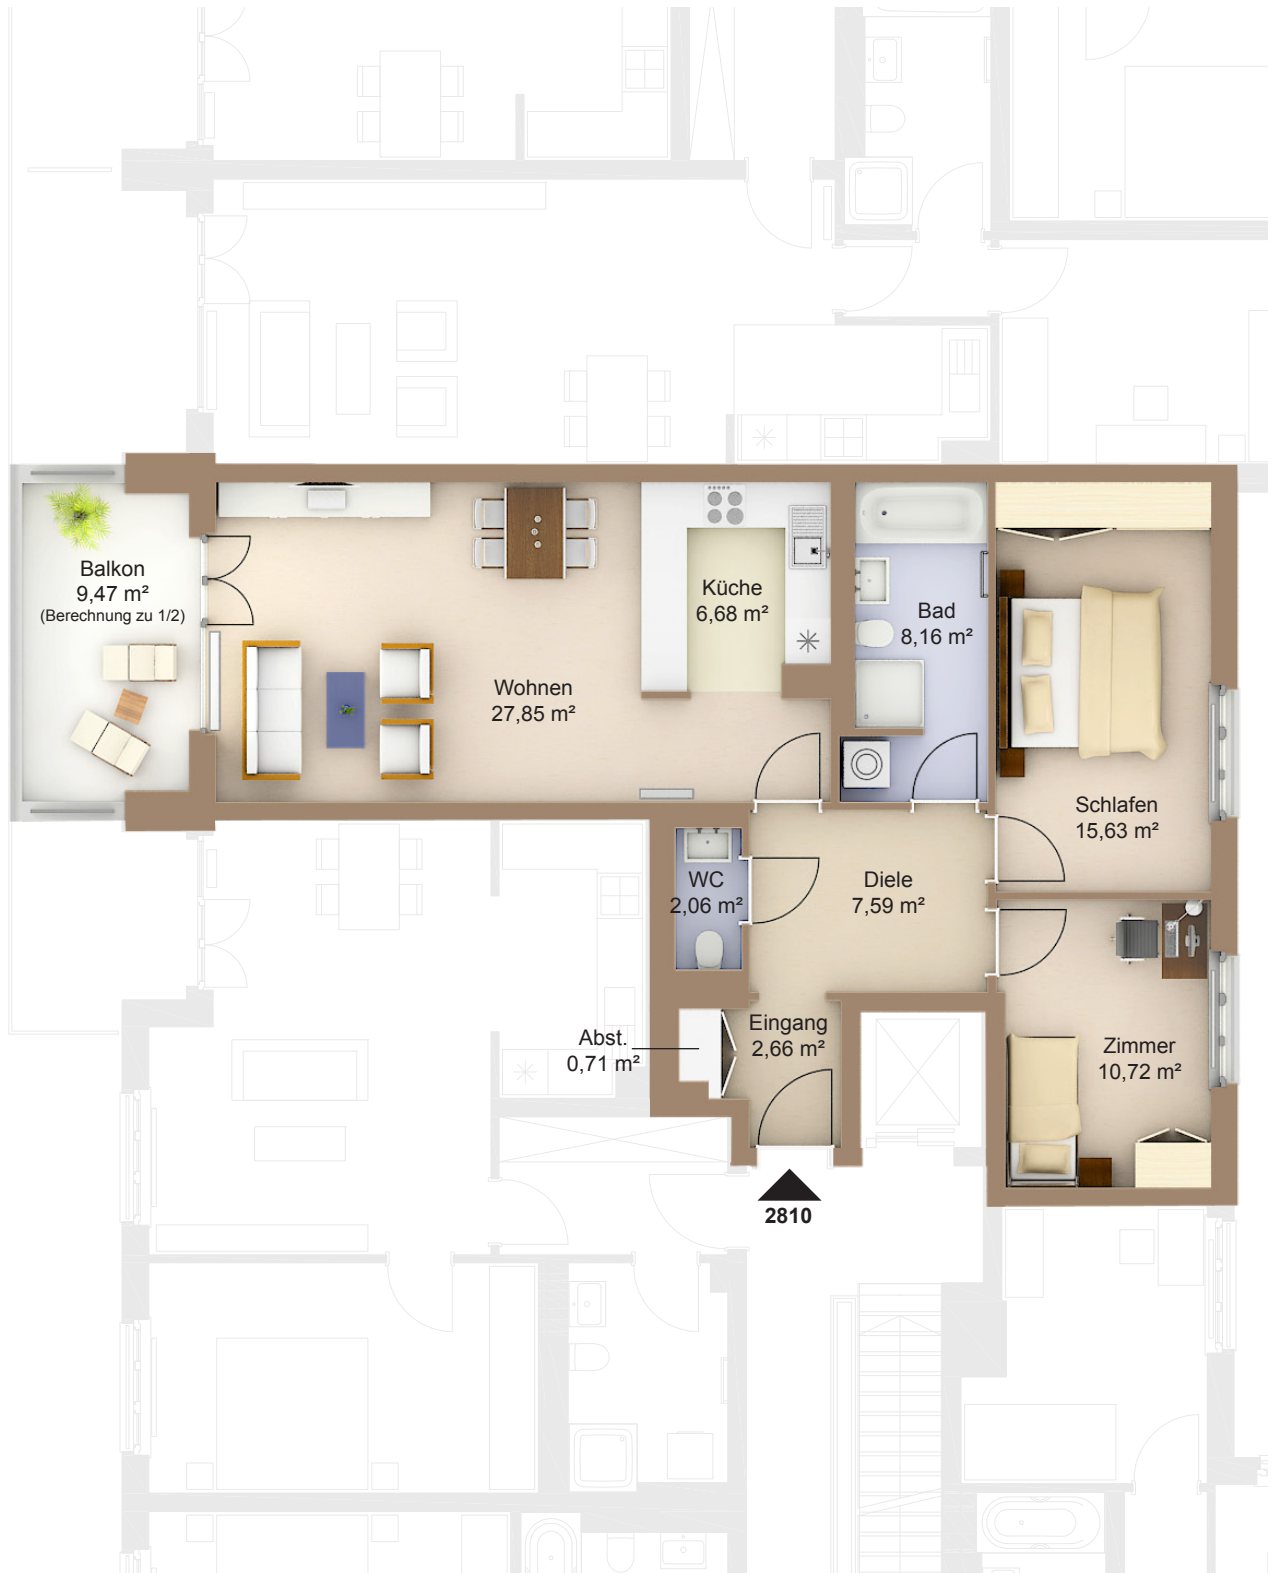 Balkon
9,47 m²
(Berechnung zu 1/2)
Küche
6,68 m²
Bad
8,16 m²
Wohnen
27,85 m²
Schlafen
15,63 m²
WC
2,06 m²
Diele
7,59 m²
Abst.
0,71 m²
Eingang
2,66 m²
Zimmer
10,72 m²
2810